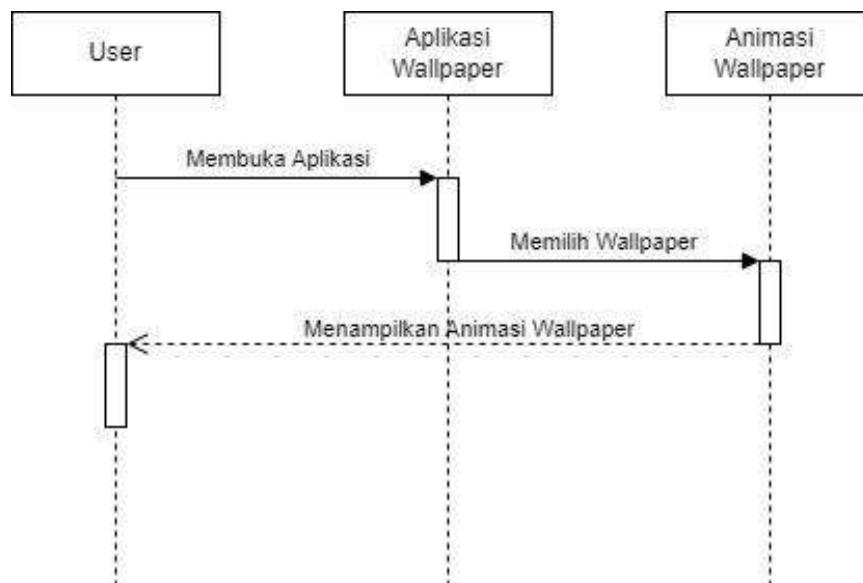 User
Aplikasi
Wallpaper
Animasi
Wallpaper
Membuka Aplikasi
Memilih Wallpaper
Menampilkan Animasi Wallpaper